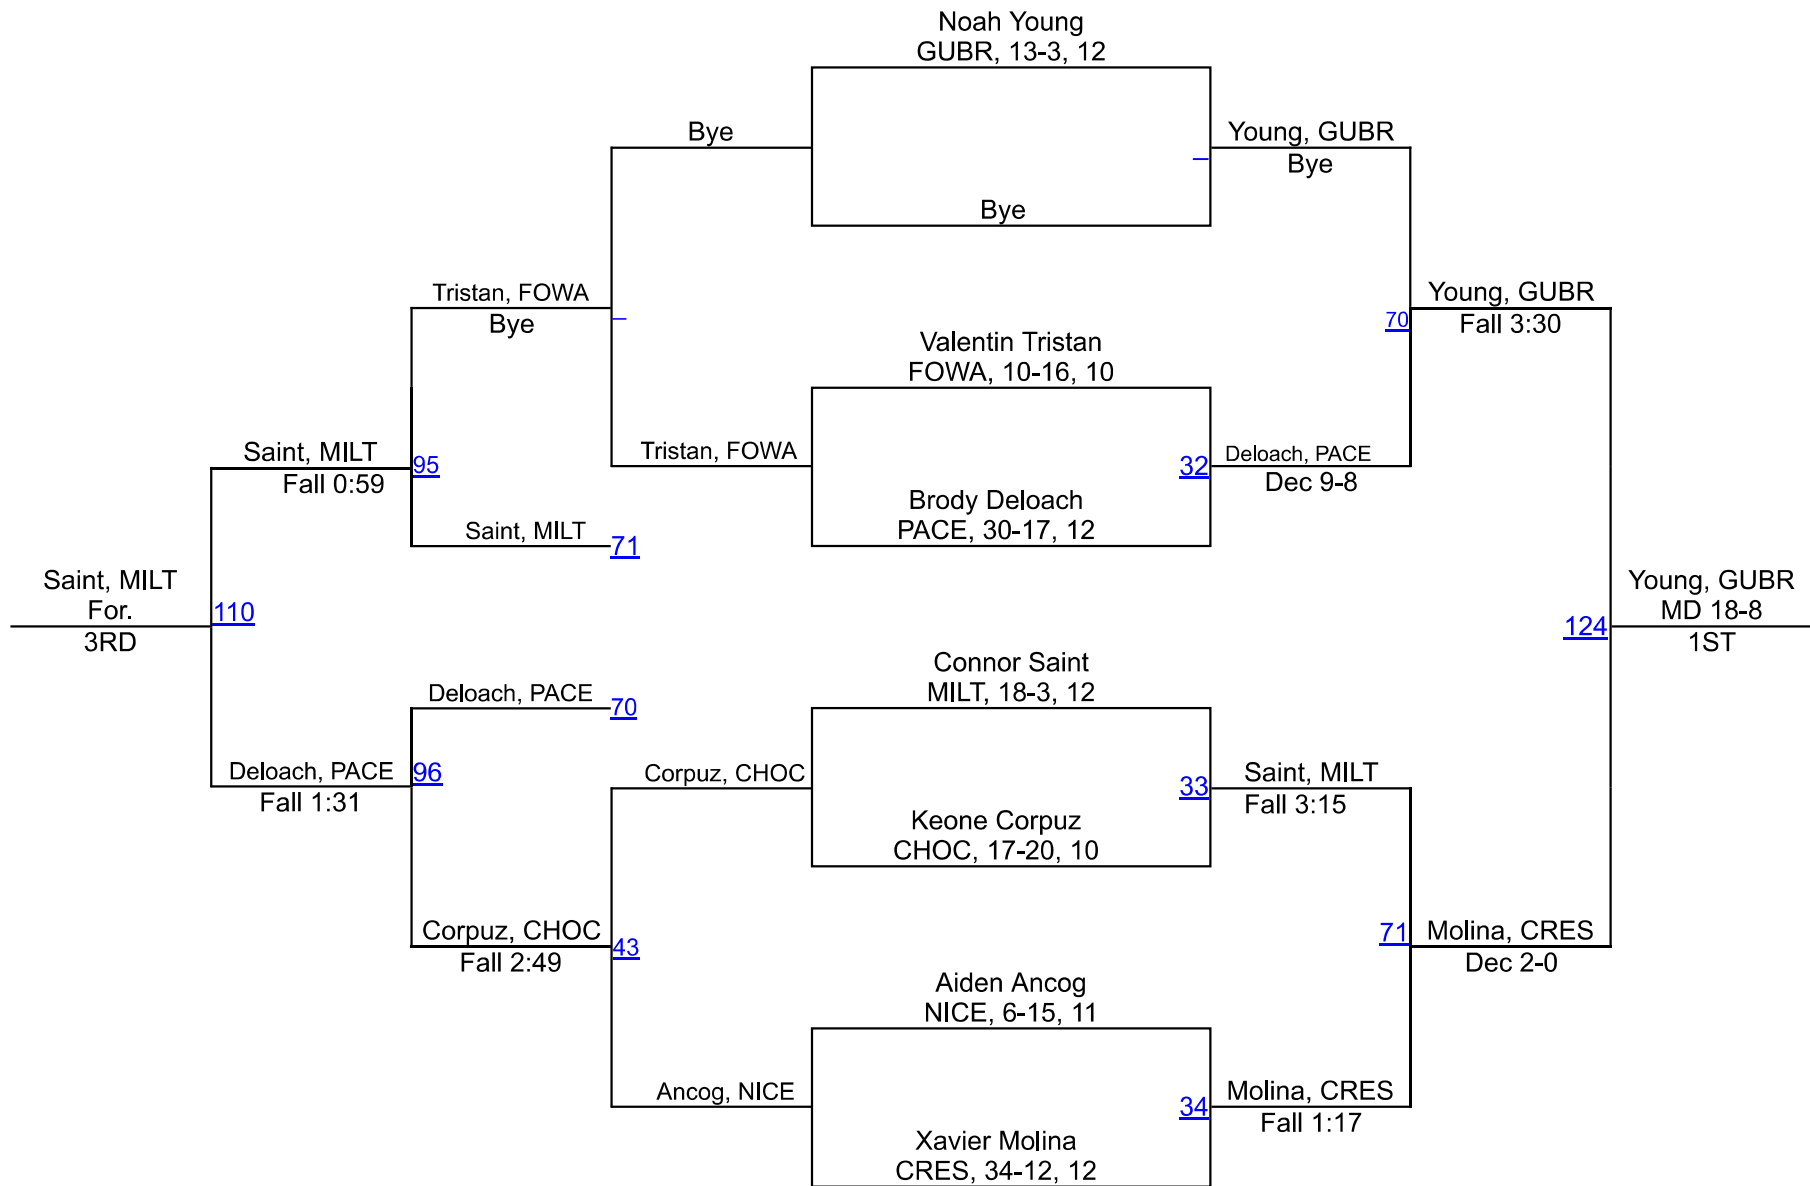 Noah Young
GUBR, 13-3, 12
Bye
Young, GUBR
Bye
Bye
Tristan, FOWA
Bye
Young, GUBR
70
Fall 3:30
Valentin Tristan
FOWA, 10-16, 10
Saint, MILT
Fall 0:59
95
Tristan, FOWA
32
Deloach, PACE
Dec 9-8
Brody Deloach
PACE, 30-17, 12
Saint, MILT
71
Saint, MILT
For.
3RD
110
124
Young, GUBR
MD 18-8
1ST
Connor Saint
MILT, 18-3, 12
Deloach, PACE
70
Deloach, PACE
Fall 1:31
96
Corpuz, CHOC
33
Saint, MILT
Fall 3:15
Keone Corpuz
CHOC, 17-20, 10
Corpuz, CHOC
Fall 2:49
43
71
Molina, CRES
Dec 2-0
Aiden Ancog
NICE, 6-15, 11
Ancog, NICE
34
Molina, CRES
Fall 1:17
Xavier Molina
CRES, 34-12, 12